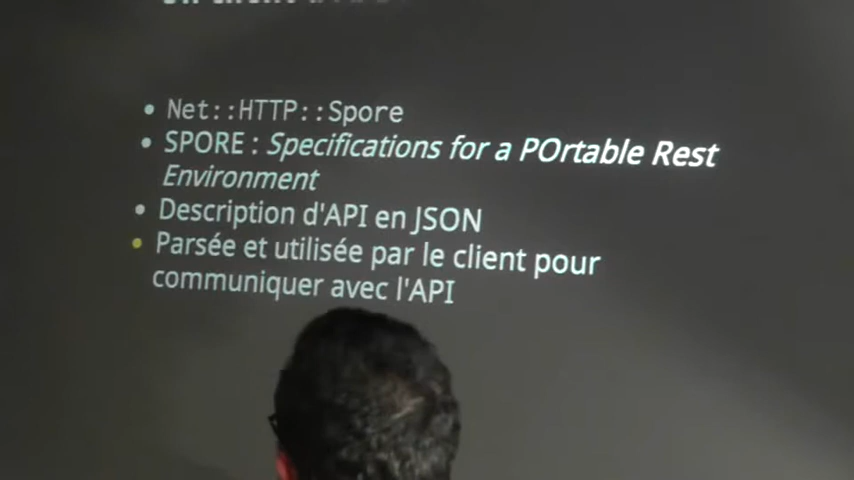 • Net::HTTP::Spore
• SPORE : Specifications for a POrtable Rest
Environment
• Description d'API en JSON
• Parsée et utilisée par le client pour
communiquer avec l'API